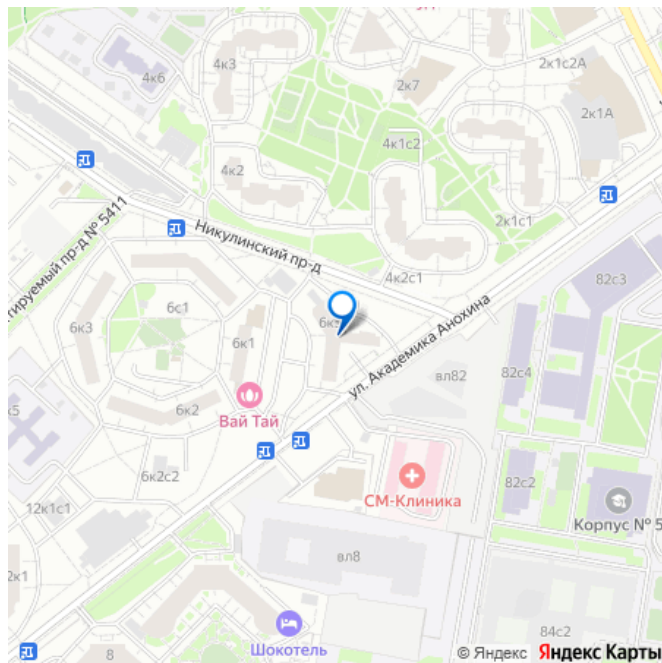 4к3
4к6
2к7
2к1с2А
2к1А
4к1с2
4к2
2к1с1
Никулинский пр-д
4к2с1
82с3
6с1
6к3
6к1
ул. Академика Анохина
вл82
82с4
6к2
Вай Тай
6к2с2
СМ-Клиника
82с2
Корпус № 5
12к1с1
вл8
Шокотель
8
84с2
© Яндекс Яндекс Карты